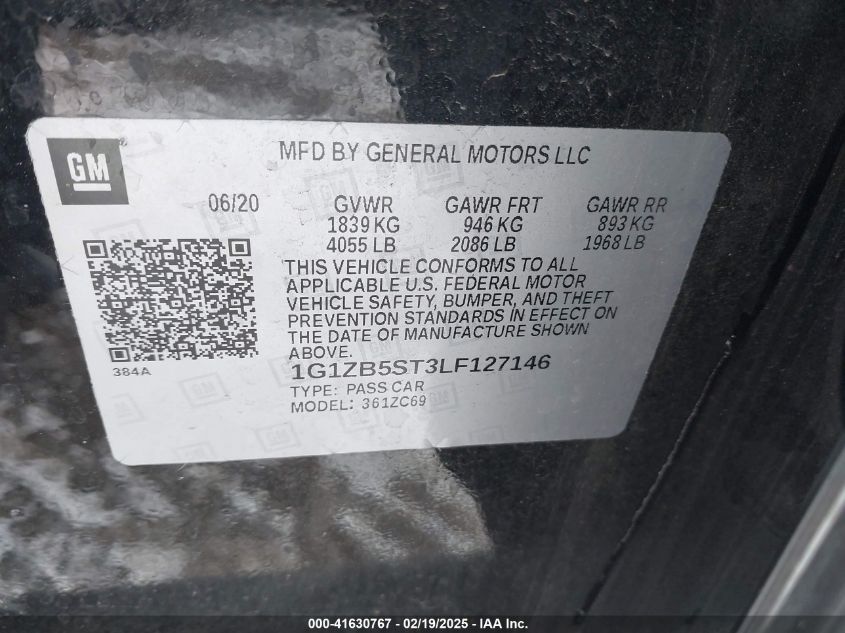 GM
MFD BY GENERAL MOTORS LLC
06/20 GVWR GAWR FRT GAWR RR
1839 KG 946 KG 893 KG
4055 LB 2086 LB 1968 LB
THIS VEHICLE CONFORMS TO ALL
APPLICABLE U.S. FEDERAL MOTOR
VEHICLE SAFETY, BUMPER, AND THEFT
PREVENTION STANDARDS IN EFFECT ON
THE DATE OF MANUFACTURE SHOWN
ABOVE.
384A
1G1ZB5ST3LF127146
TYPE: PASS CAR
MODEL: 361ZC69
000-41630767 - 02/19/2025 - IAA Inc.